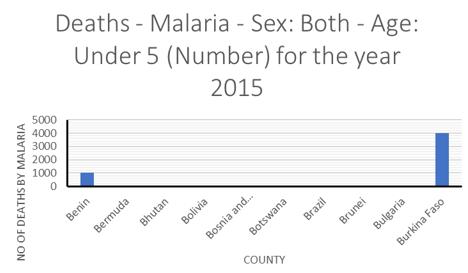 Deaths - Malaria - Sex: Both - Age:
Under 5 (Number) for the year
2015
NO OF DEATHS BY MALARIA
5000
4000
3000
2000
1000
0
Benin
Bermuda
Bhutan
Bolivia
Bosnia and...
Botswana
Brazil
Brunei
Bulgaria
Burkina Faso
COUNTY